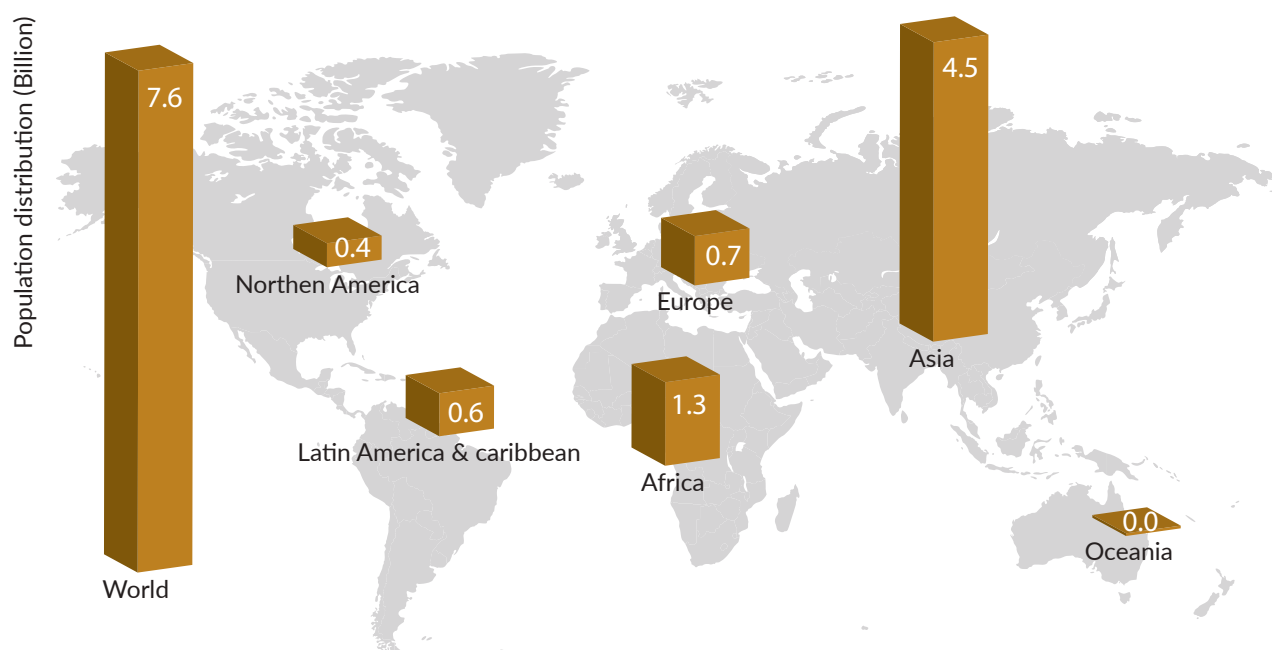 Population distribution (Billion)
7.6
World
0.4
Northen America
0.6
Latin America & caribbean
0.7
Europe
1.3
Africa
4.5
Asia
0.0
Oceania